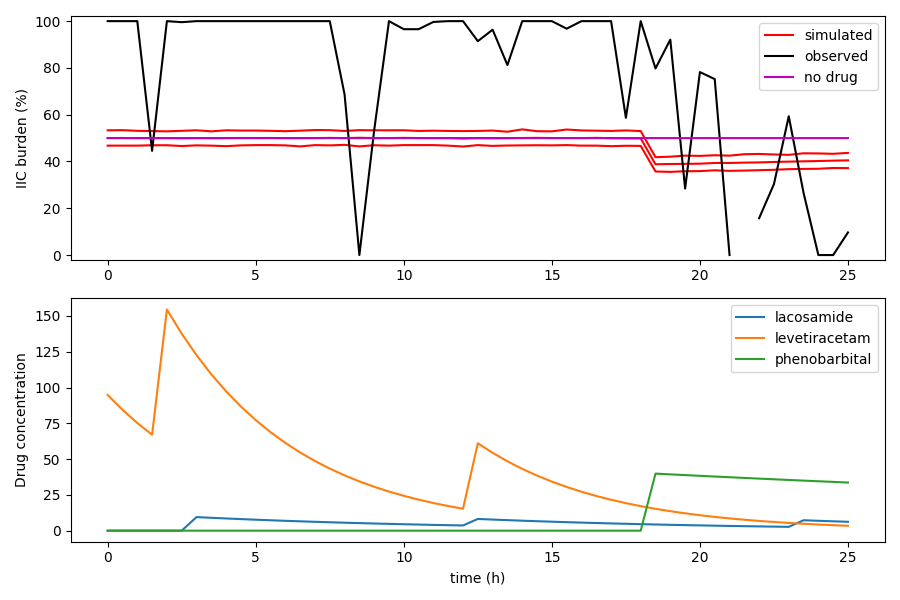 100
80
60
40
20
0
IIC burden (%)
simulated
observed
no drug
0 5 10 15 20 25
150
125
100
75
50
25
0
Drug concentration
lacosamide
levetiracetam
phenobarbital
0 5 10 15 20 25
time (h)